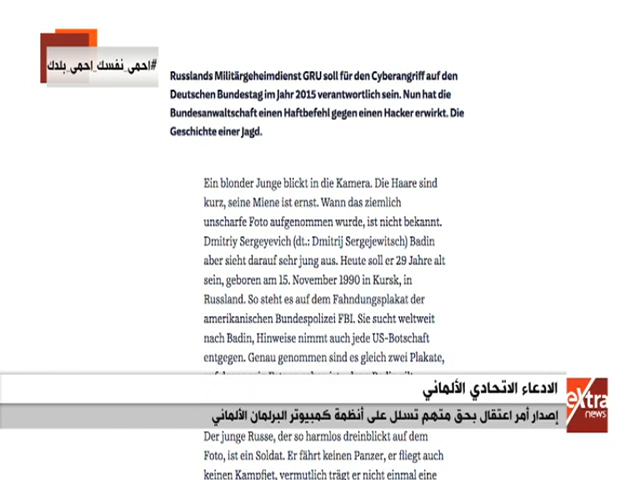 #احمى_نفسك_احمى_بلدك
Russlands Militärgeheimdienst GRU soll für den Cyberangriff auf den
Deutschen Bundestag im Jahr 2015 verantwortlich sein. Nun hat die
Bundesanwaltschaft einen Haftbefehl gegen einen Hacker erwirkt. Die
Geschichte einer Jagd.
Ein blonder Junge blickt in die Kamera. Die Haare sind
kurz, seine Miene ist ernst. Wann das ziemlich
unscharfe Foto aufgenommen wurde, ist nicht bekannt.
Dmitriy Sergeyevich (dt.: Dmitrij Sergejewitsch) Badin
aber sieht darauf sehr jung aus. Heute soll er 29 Jahre alt
sein, geboren am 15. November 1990 in Kursk, in
Russland. So steht es auf dem Fahndungsplakat der
amerikanischen Bundespolizei FBI. Sie sucht weltweit
nach Badin, Hinweise nimmt auch jede US-Botschaft
entgegen. Genau genommen sind es gleich zwei Plakate,
الادعاء الاتحادي الألماني
إصدار أمر اعتقال بحق متهم تسلل على أنظمة كمبيوتر البرلمان الألماني
eXtra
news
Der junge Russe, der so harmlos dreinblickt auf dem
Foto, ist ein Soldat. Er fährt keinen Panzer, er fliegt auch
keinen Kampfjet, vermutlich trägt er nicht einmal eine